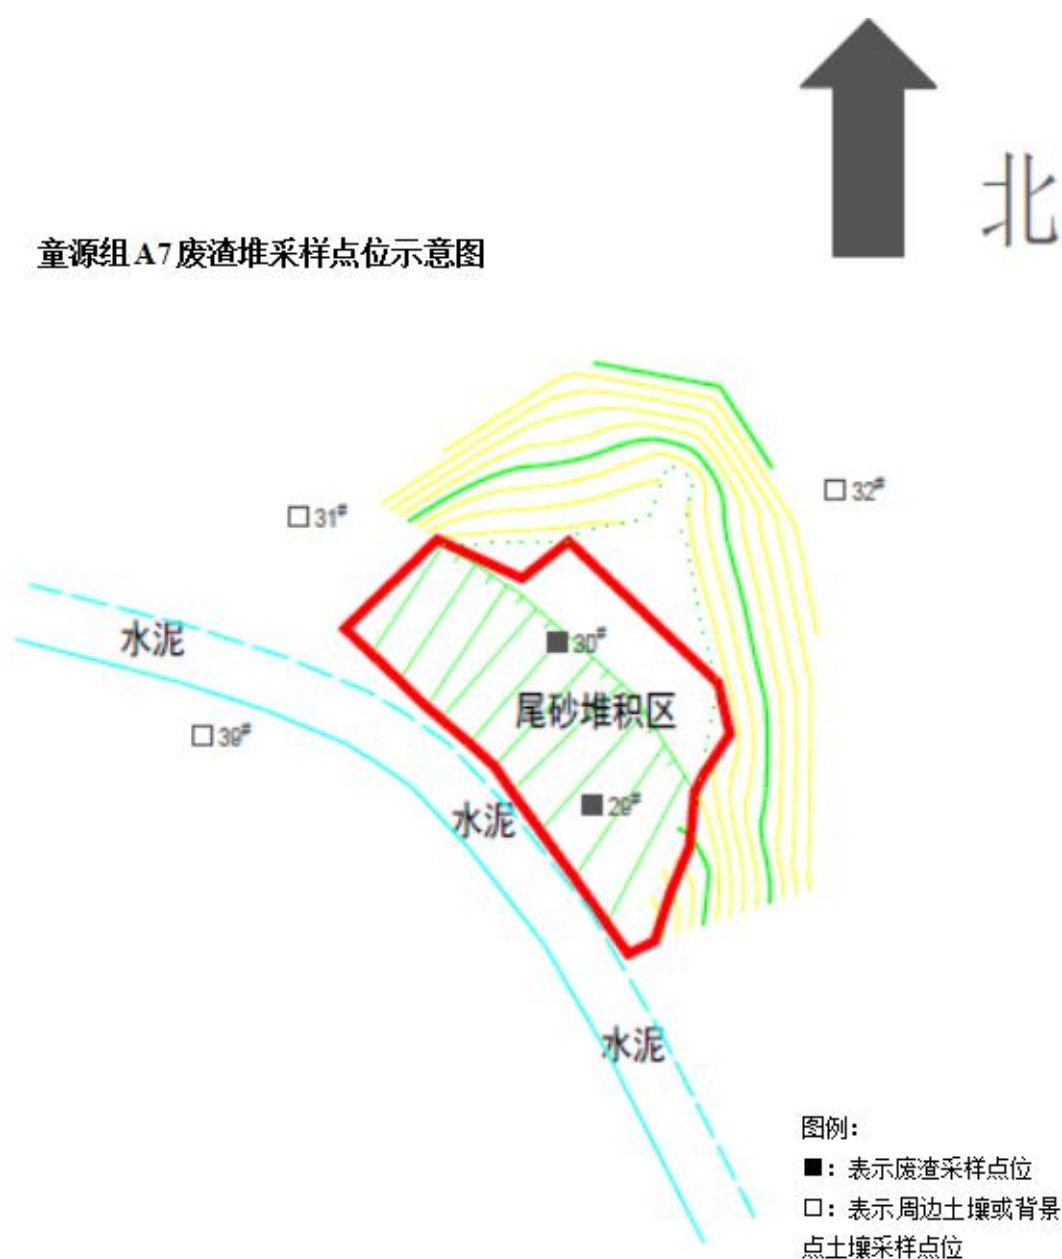 北
童源组A7废渣堆采样点位示意图
□32#
□31#
水泥
■30#
尾砂堆积区
□39#
■29#
水泥
水泥
图例：
■：表示废渣采样点位
□：表示周边土壤或背景
点土壤采样点位